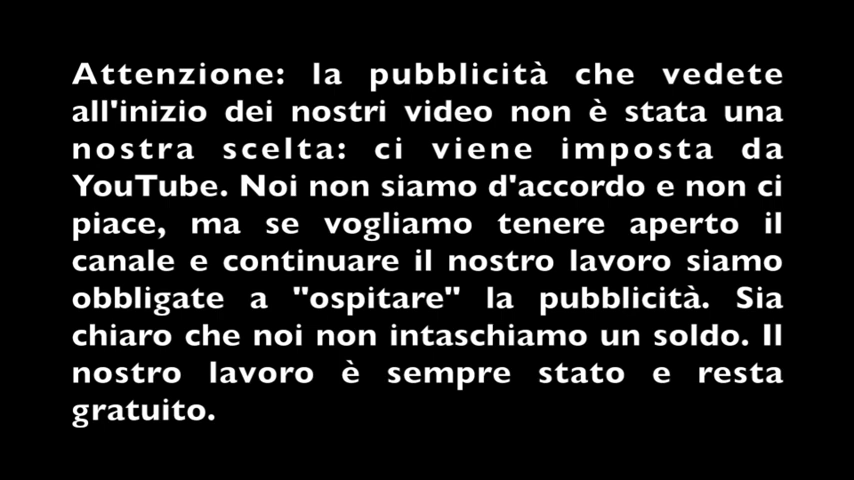 Attenzione: la pubblicità che vedete
all'inizio dei nostri video non è stata una
nostra scelta: ci viene imposta da
YouTube. Noi non siamo d'accordo e non ci
piace, ma se vogliamo tenere aperto il
canale e continuare il nostro lavoro siamo
obbligate a "ospitare" la pubblicità. Sia
chiaro che noi non intaschiamo un soldo. Il
nostro lavoro è sempre stato e resta
gratuito.